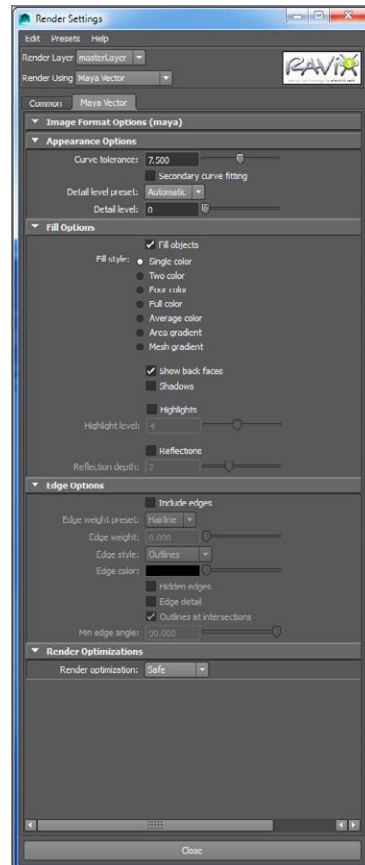 Render Settings
Edit Presets Help
Render Layer masterLayer
Render Using Maya Vector
RAVIX
Common Maya Vector
Image Format Options (maya)
Appearance Options
Curve tolerance: 7.500
Secondary curve fitting
Detail level preset: Automatic
Detail level: 0
Fill Options
Fill objects
Fill style: Single color
Two color
Four color
Full color
Average color
Area gradient
Mesh gradient
Show back faces
Shadows
Highlights
Highlight level: 4
Reflections
Reflection depth: 2
Edge Options
Include edges
Edge weight preset: Hairline
Edge weight: 0.000
Edge style: Outlines
Edge color:
Hidden edges
Edge detail
Outlines at intersections
Min edge angle: 90.000
Render Optimizations
Render optimization: Safe
Close